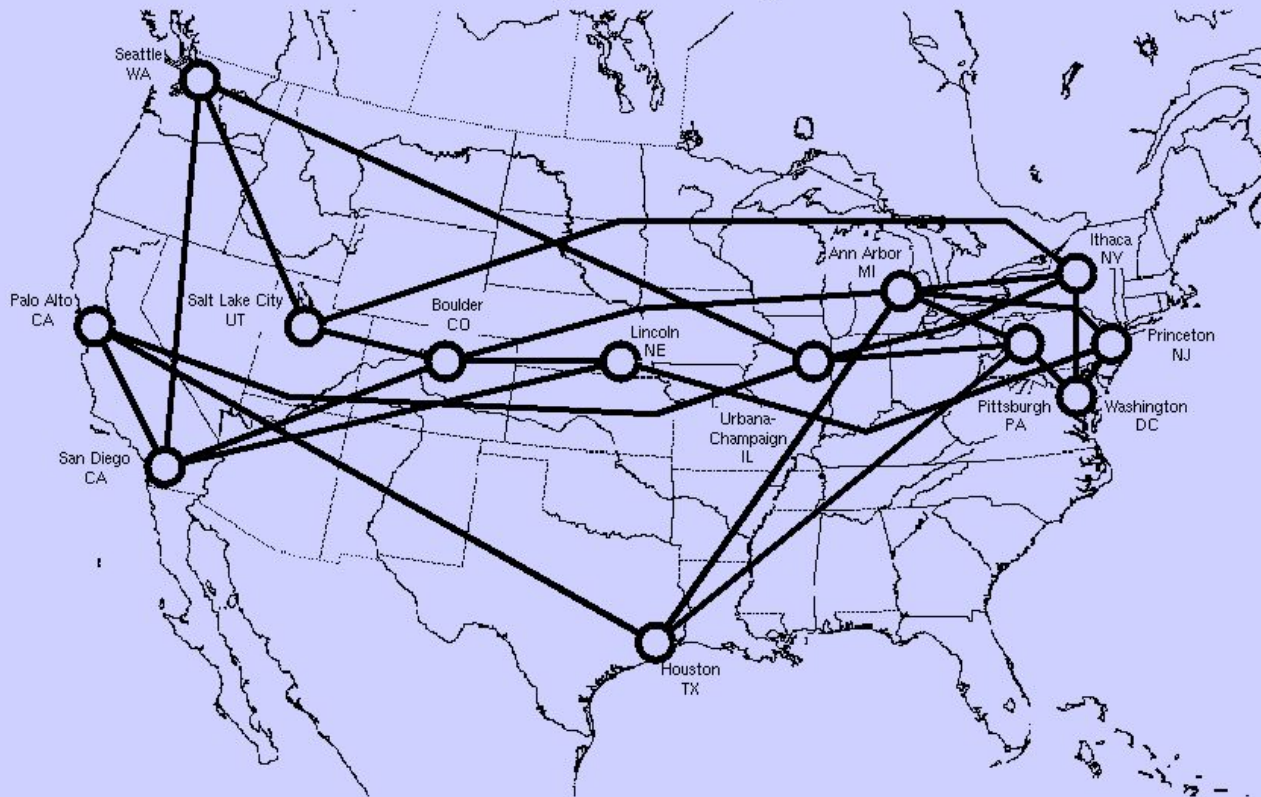 Seattle
WA
Ithaca
NY
Ann Arbor
MI
Palo Alto
CA
Salt Lake City
UT
Boulder
CO
Lincoln
NE
Princeton
NJ
Urbana-
Champaign
IL
Pittsburgh
PA
Washington
DC
San Diego
CA
Houston
TX